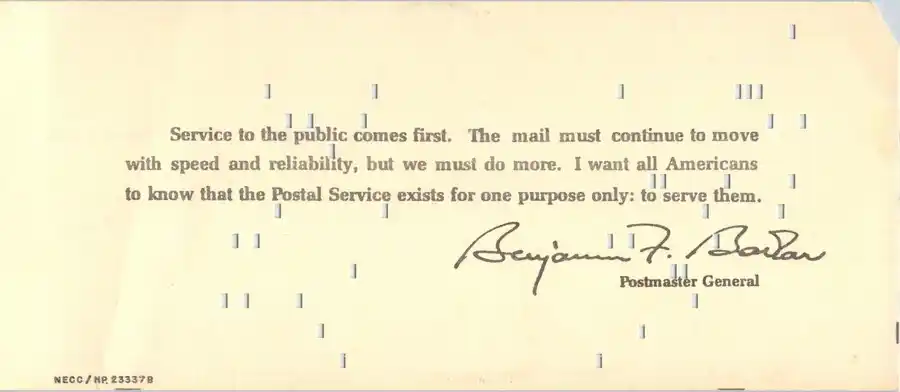 Service to the public comes first. The mail must continue to move
with speed and reliability, but we must do more. I want all Americans
to know that the Postal Service exists for one purpose only: to serve them.
Benjamin F. Bailar
Postmaster General
NECC/HP. 23337B